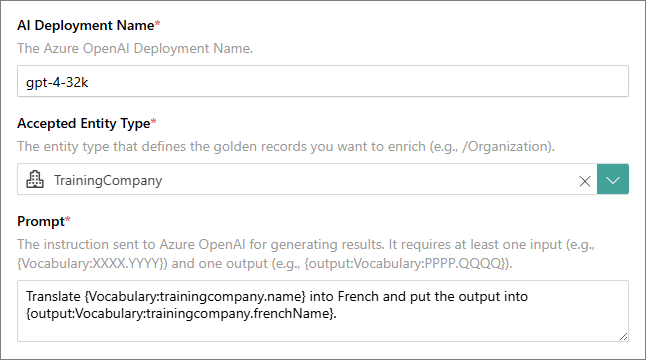 AI Deployment Name*
The Azure OpenAI Deployment Name.
gpt-4-32k
Accepted Entity Type*
The entity type that defines the golden records you want to enrich (e.g., /Organization).
TrainingCompany
Prompt*
The instruction sent to Azure OpenAI for generating results. It requires at least one input (e.g.,
{Vocabulary:XXXX.YYYY}) and one output (e.g., {output:Vocabulary:PPPP.QQQQ}).
Translate {Vocabulary:trainingcompany.name} into French and put the output into
{output:Vocabulary:trainingcompany.frenchName}.